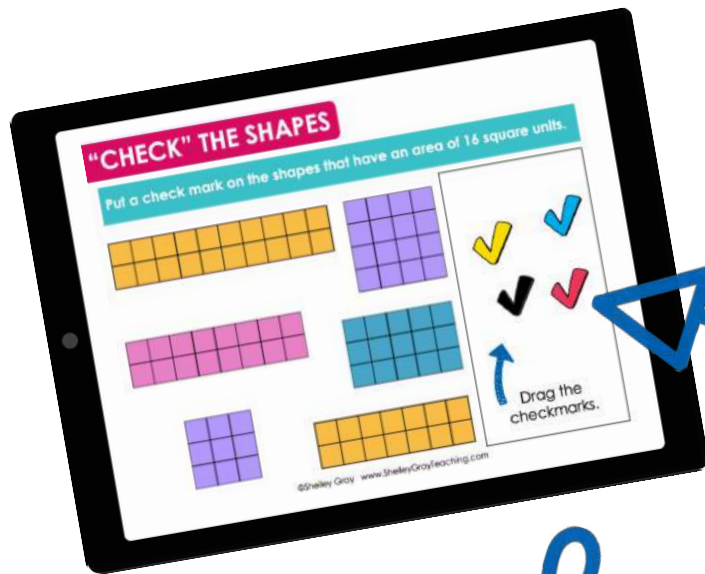 “CHECK” THE SHAPES
Put a check mark on the shapes that have an area of 16 square units.
Drag the
checkmarks.
©Shelley Gray www.ShelleyGrayTeaching.com